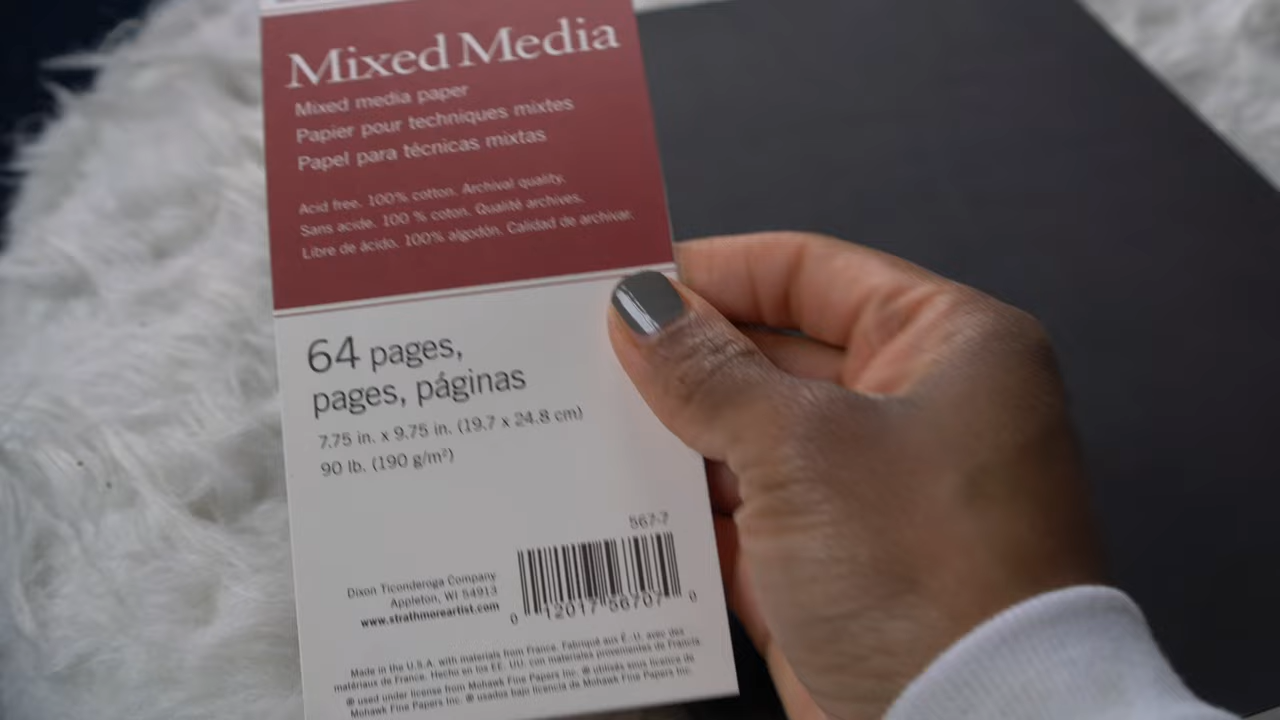 Mixed Media
Mixed media paper
Papier pour techniques mixtes
Papel para técnicas mixtas
Acid free. 100% cotton. Archival quality.
Sans acide. 100 % coton. Qualité archives.
Libre de ácido. 100% algodón. Calidad de archivar.
64 pages,
pages, páginas
7.75 in. x 9.75 in. (19.7 x 24.8 cm)
90 lb. (190 g/m²)
567-7
Dixon Ticonderoga Company
Appleton, WI 54913
www.strathmoreartist.com
0 12017 56707 0
Made in the U.S.A. with materials from France. Fabriqué aux É.-U. avec des
matériaux de France. Hecho en los EE. UU. con materiales provenientes de Francia
® used under license from Mohawk Fine Papers Inc. ® utilisés sous licence de
Mohawk Fine Papers Inc. ® usados bajo licencia de Mohawk Fine Papers Inc.